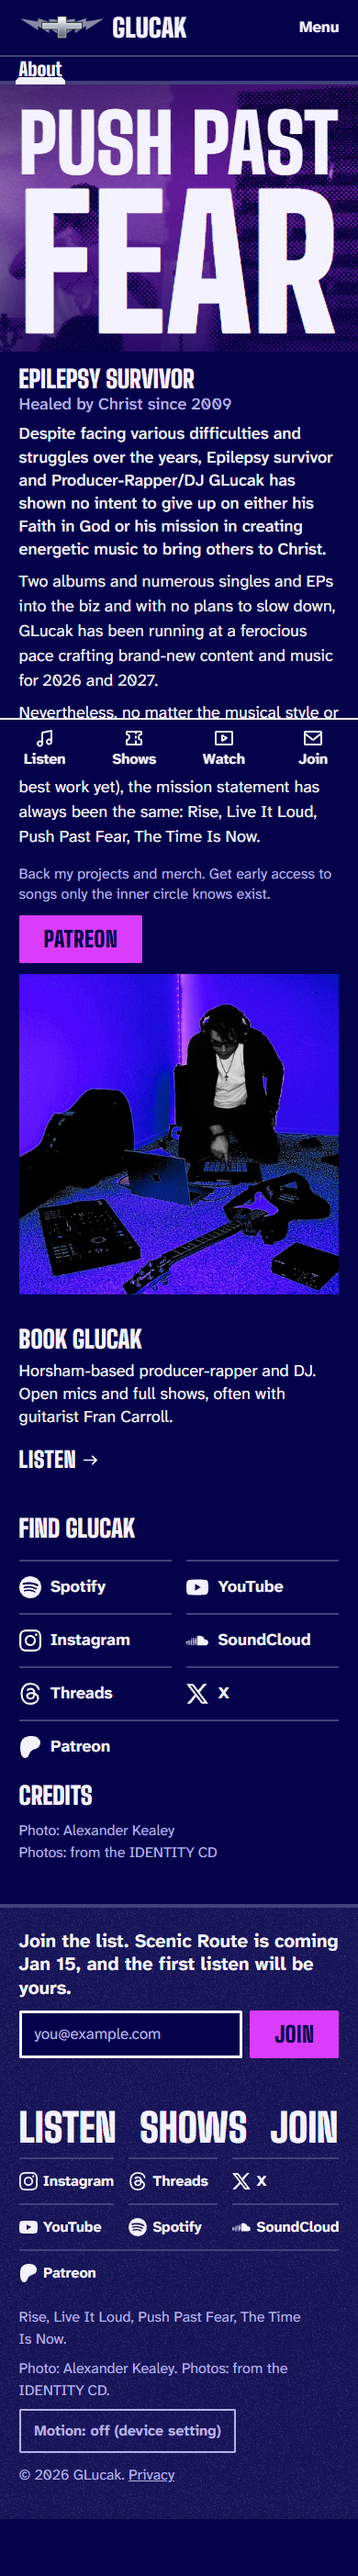 GLUCAK
Menu
About
PUSH PAST
FEAR
EPILEPSY SURVIVOR
Healed by Christ since 2009
Despite facing various difficulties and
struggles over the years, Epilepsy survivor
and Producer-Rapper/DJ GLucak has
shown no intent to give up on either his
Faith in God or his mission in creating
energetic music to bring others to Christ.
Two albums and numerous singles and EPs
into the biz and with no plans to slow down,
GLucak has been running at a ferocious
pace crafting brand-new content and music
for 2026 and 2027.
Nevertheless, no matter the musical style or
Listen
Shows
Watch
Join
best work yet), the mission statement has
always been the same: Rise, Live It Loud,
Push Past Fear, The Time Is Now.
Back my projects and merch. Get early access to
songs only the inner circle knows exist.
PATREON
BOOK GLUCAK
Horsham-based producer-rapper and DJ.
Open mics and full shows, often with
guitarist Fran Carroll.
LISTEN →
FIND GLUCAK
Spotify
YouTube
Instagram
SoundCloud
Threads
X
Patreon
CREDITS
Photo: Alexander Kealey
Photos: from the IDENTITY CD
Join the list. Scenic Route is coming
Jan 15, and the first listen will be
yours.
you@example.com
JOIN
LISTEN
SHOWS
JOIN
Instagram
Threads
X
YouTube
Spotify
SoundCloud
Patreon
Rise, Live It Loud, Push Past Fear, The Time
Is Now.
Photo: Alexander Kealey. Photos: from the
IDENTITY CD.
Motion: off (device setting)
© 2026 GLucak. Privacy